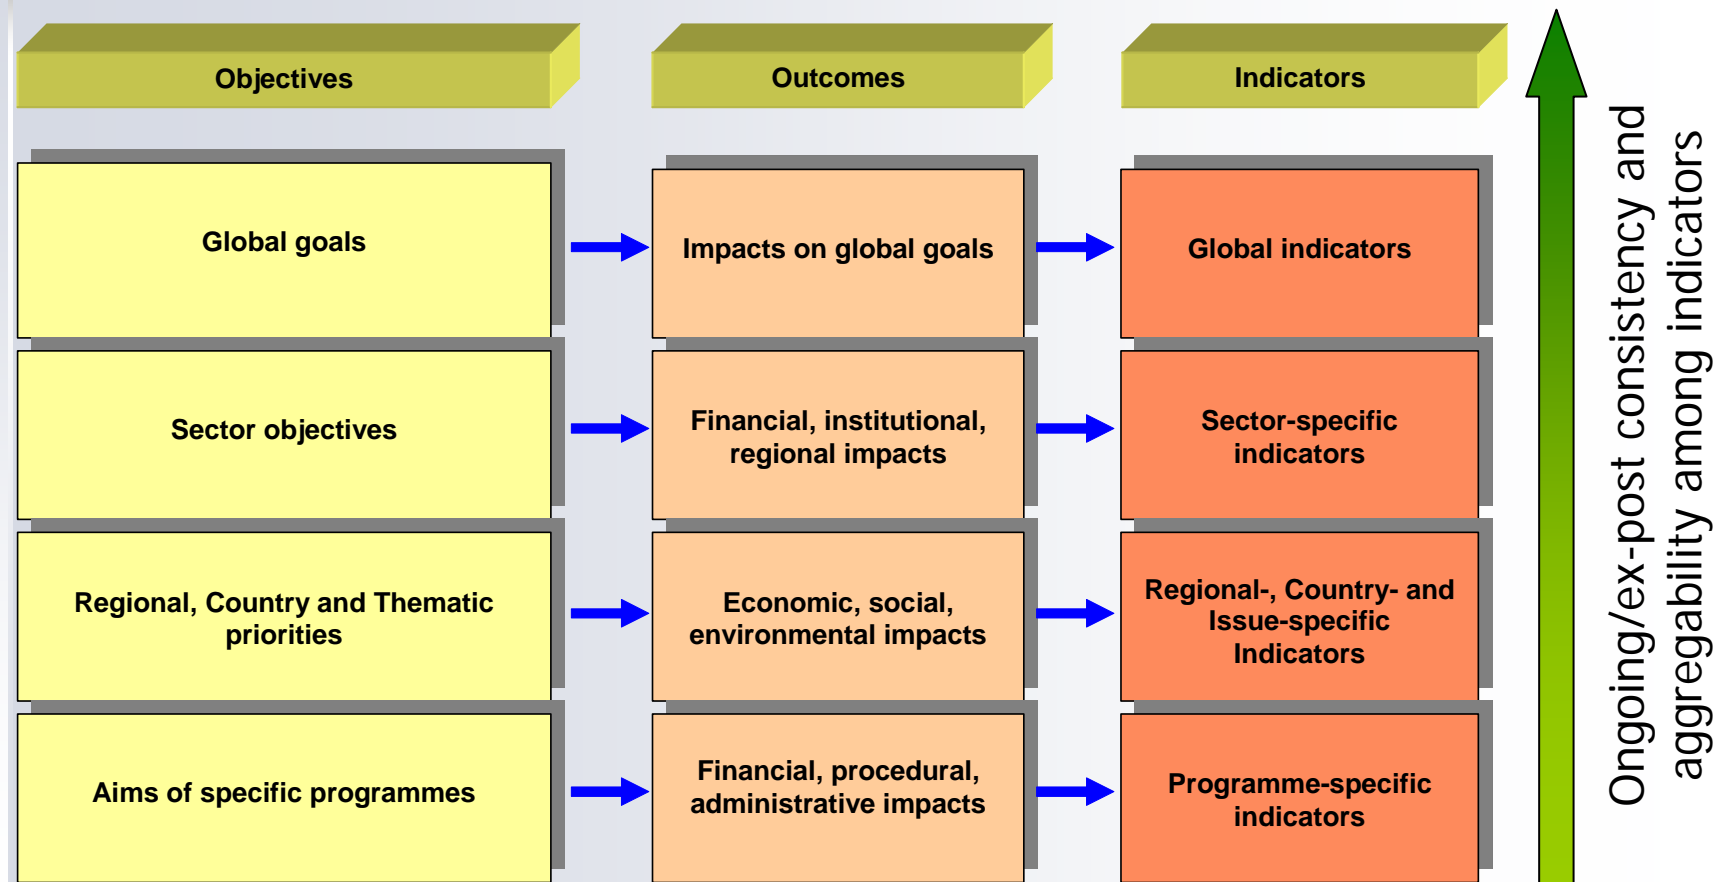 Objectives
Outcomes
Indicators
Global goals
Impacts on global goals
Global indicators
Sector objectives
Financial, institutional,
regional impacts
Sector-specific
indicators
Regional, Country and Thematic
priorities
Economic, social,
environmental impacts
Regional-, Country- and
Issue-specific
Indicators
Aims of specific programmes
Financial, procedural,
administrative impacts
Programme-specific
indicators
Ongoing/ex-post consistency and
aggregability among indicators